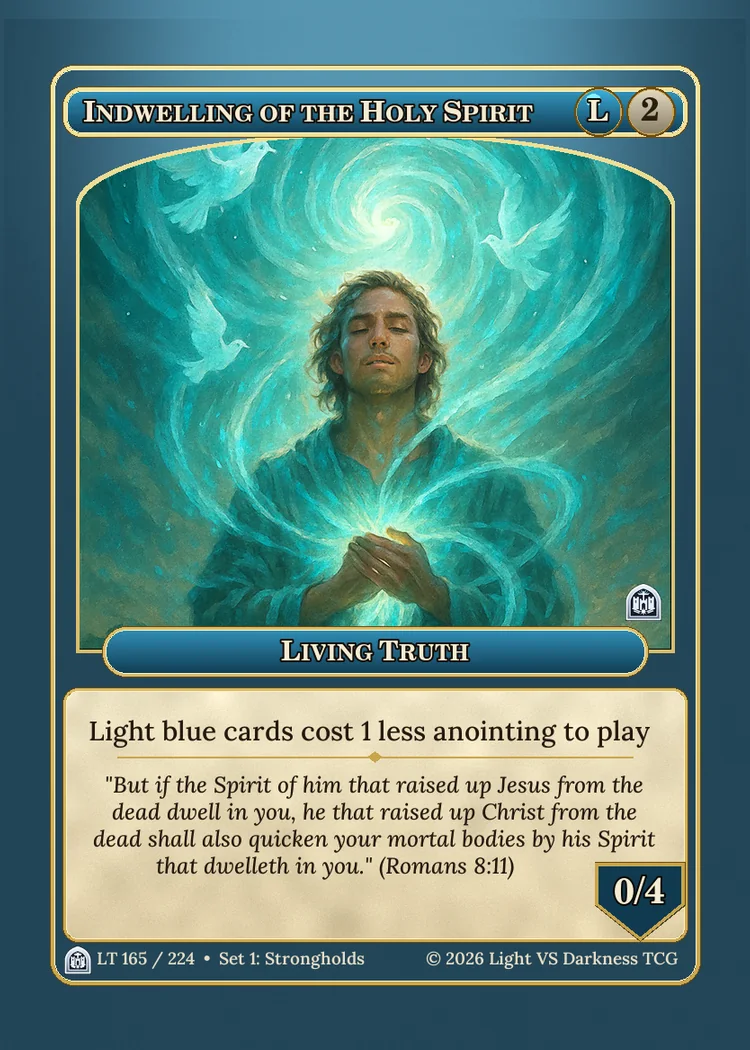 Indwelling of the Holy Spirit L 2
Living Truth
Light blue cards cost 1 less anointing to play
"But if the Spirit of him that raised up Jesus from the
dead dwell in you, he that raised up Christ from the
dead shall also quicken your mortal bodies by his Spirit
that dwelleth in you." (Romans 8:11)
0/4
LT 165 / 224 • Set 1: Strongholds © 2026 Light VS Darkness TCG